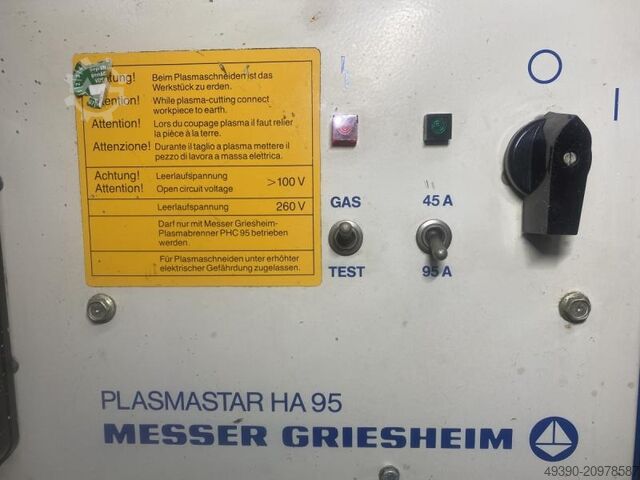 Beim Plasmaschneiden ist das
Werkstück zu erden.
Attention! While plasma-cutting connect
workpiece to earth.
Attention! Lors du coupage plasma il faut relier
la pièce à la terre.
Attenzione! Durante il taglio a plasma mettere il
pezzo di lavoro a massa elettrica.
Achtung! Leerlaufspannung
Attention! Open circuit voltage >100 V
Leerlaufspannung 260 V
Darf nur mit Messer Griesheim-
Plasmabrenner PHC 95 betrieben
werden.
Für Plasmaschneiden unter erhöhter
elektrischer Gefährdung zugelassen.
GAS 45 A
TEST 95 A
O I
PLASMASTAR HA 95
MESSER GRIESHEIM
49390-20978587